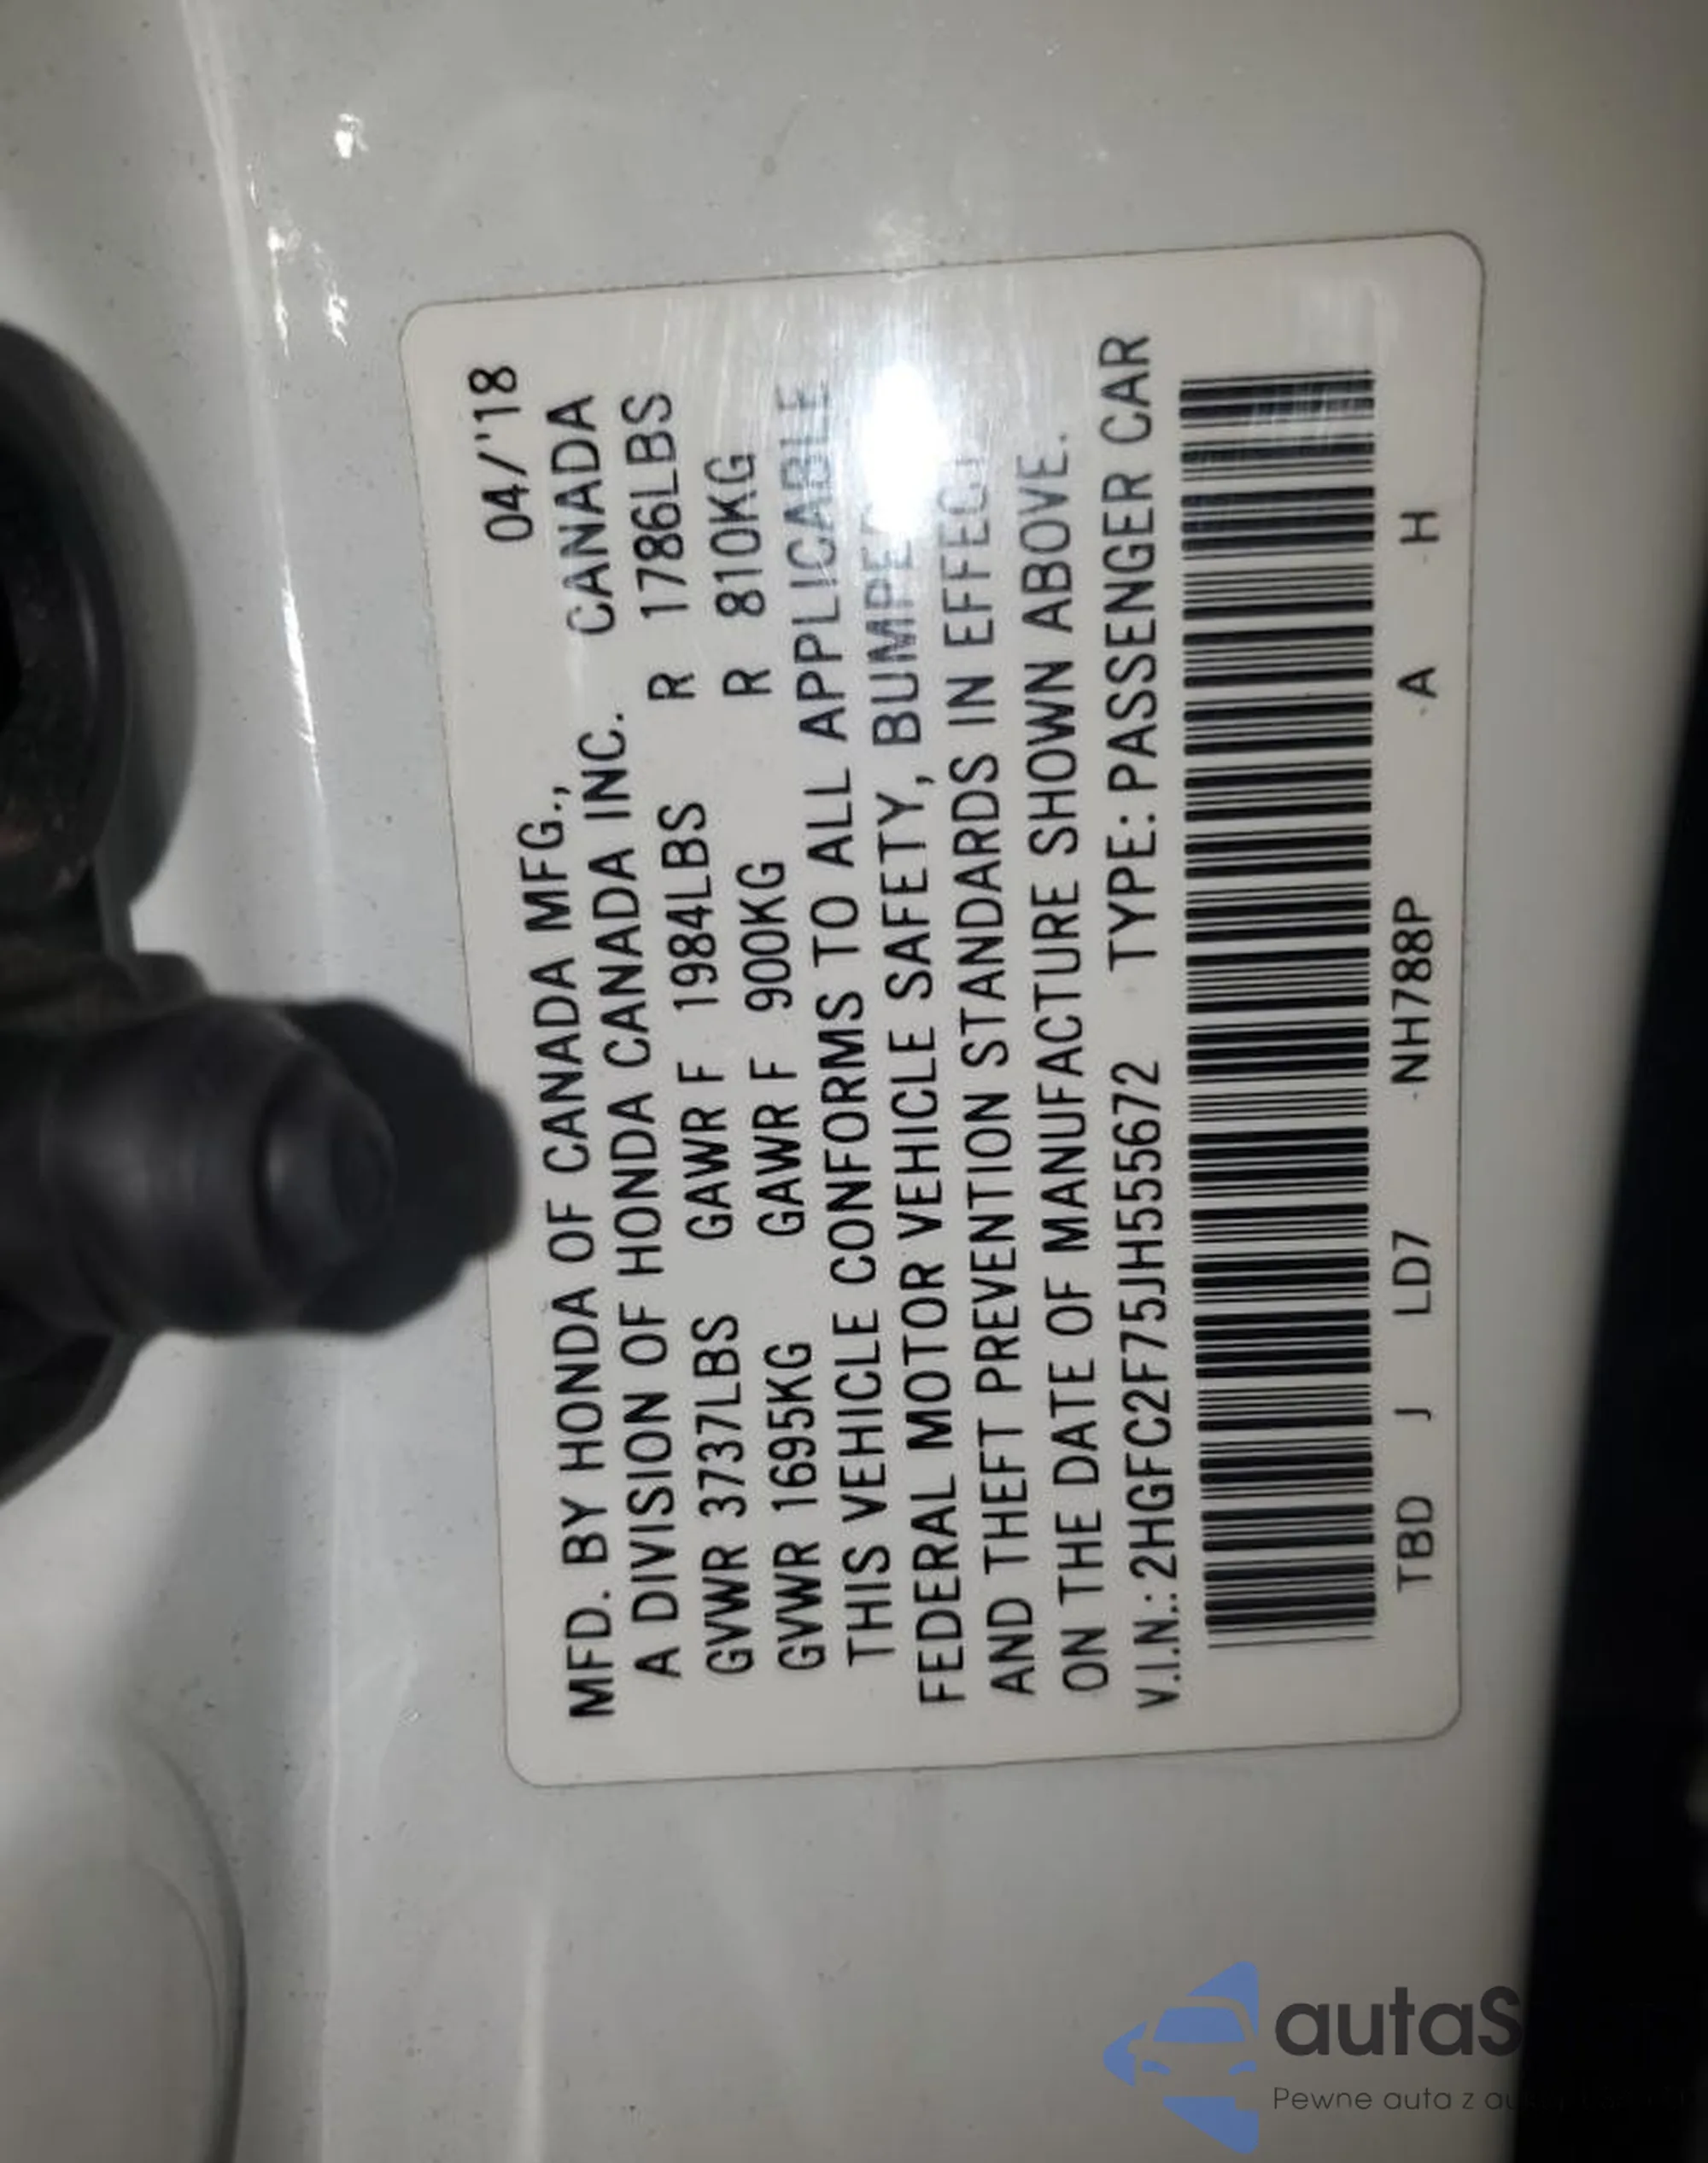 04/'18
MFD. BY HONDA OF CANADA MFG., CANADA
A DIVISION OF HONDA CANADA INC.
GVWR 3737LBS GAWR F 1984LBS R 1786LBS
GVWR 1695KG GAWR F 900KG R 810KG
THIS VEHICLE CONFORMS TO ALL APPLICABLE
FEDERAL MOTOR VEHICLE SAFETY, BUMPER
AND THEFT PREVENTION STANDARDS IN EFFECT
ON THE DATE OF MANUFACTURE SHOWN ABOVE.
V.I.N.: 2HGFC2F75JH555672 TYPE: PASSENGER CAR
TBD J LD7 NH788P A H
autaS
Pewne auta z